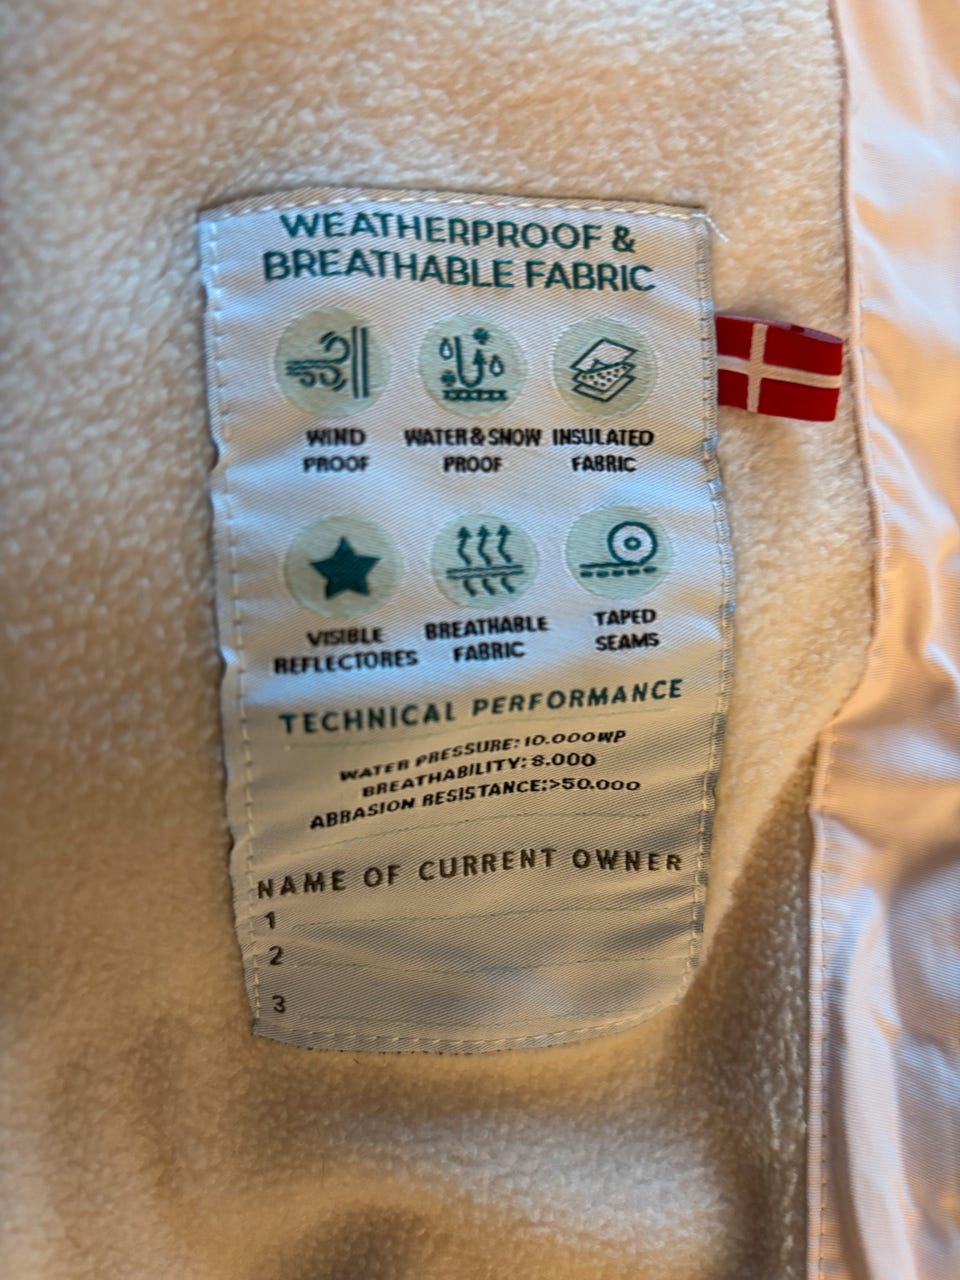 WEATHERPROOF &
BREATHABLE FABRIC
WIND
PROOF
WATER & SNOW
PROOF
INSULATED
FABRIC
VISIBLE
REFLECTORES
BREATHABLE
FABRIC
TAPED
SEAMS
TECHNICAL PERFORMANCE
WATER PRESSURE: 10.000WP
BREATHABILITY: 8.000
ABBASION RESISTANCE:>50.000
NAME OF CURRENT OWNER
1
2
3